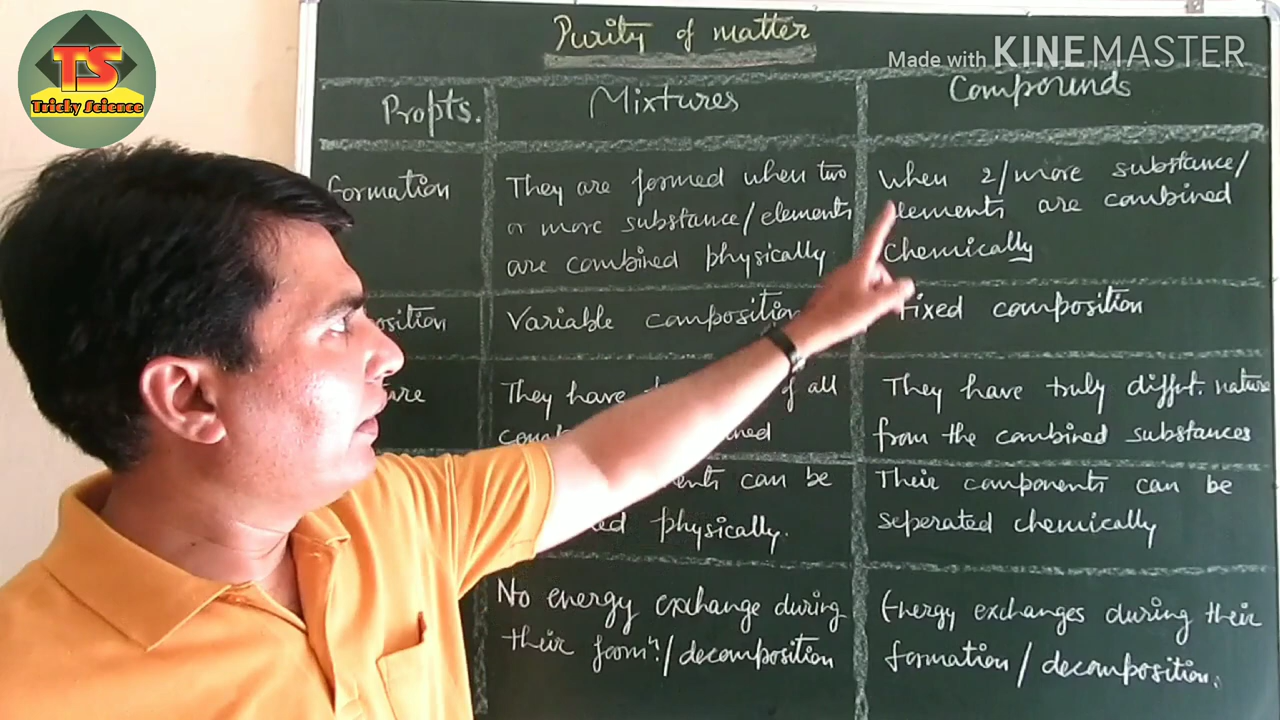 TS
Tricky Science
Purity of matter
Made with KINEMASTER
Propts.
Mixtures
Compounds
formation
They are formed when two
or more substance/elements
are combined physically
When 2/more substance/
elements are combined
Chemically
Variable composition
Fixed composition
They have of all
They have truly diffrt. nature
from the combined substances
can be
physically.
Their components can be
seperated chemically
No energy exchange during
their formn./decomposition
Energy exchanges during their
formation/decomposition.